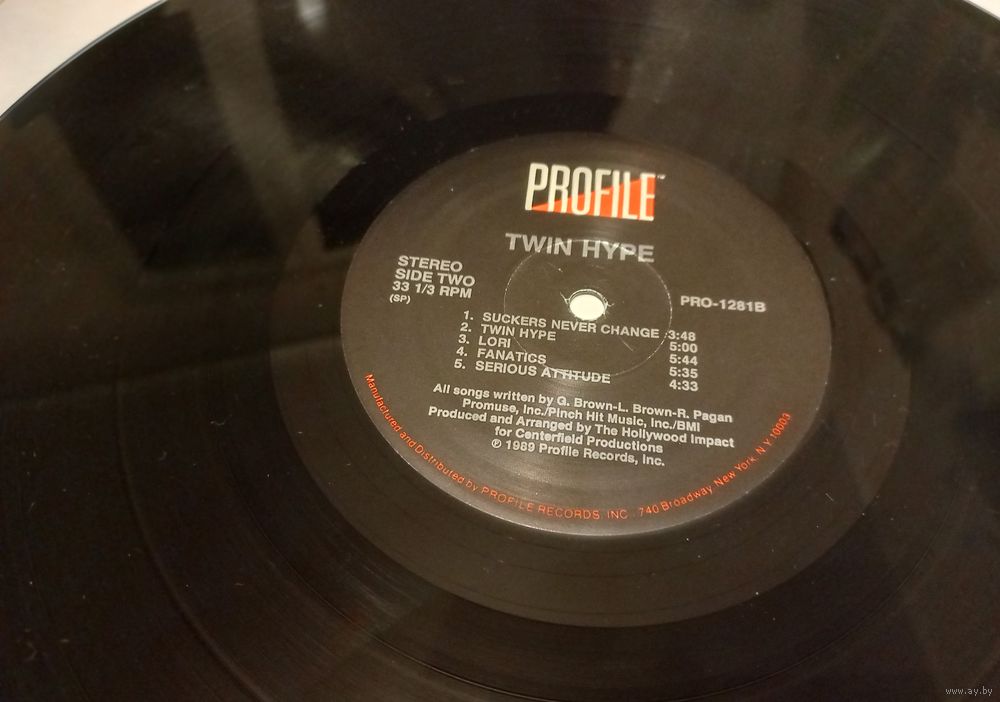 PROFILE™
TWIN HYPE
STEREO
SIDE TWO
33 1/3 RPM
(SP)
PRO-1281B
1. SUCKERS NEVER CHANGE 3:48
2. TWIN HYPE 5:00
3. LORI 5:44
4. FANATICS 5:35
5. SERIOUS ATTITUDE 4:33
All songs written by G. Brown-L. Brown-R. Pagan
Promuse, Inc./Pinch Hit Music, Inc./BMI
Produced and Arranged by The Hollywood Impact
for Centerfield Productions
℗ 1989 Profile Records, Inc.
Manufactured and Distributed by PROFILE RECORDS, INC. 740 Broadway, New York, N.Y. 10003
www.ay.by